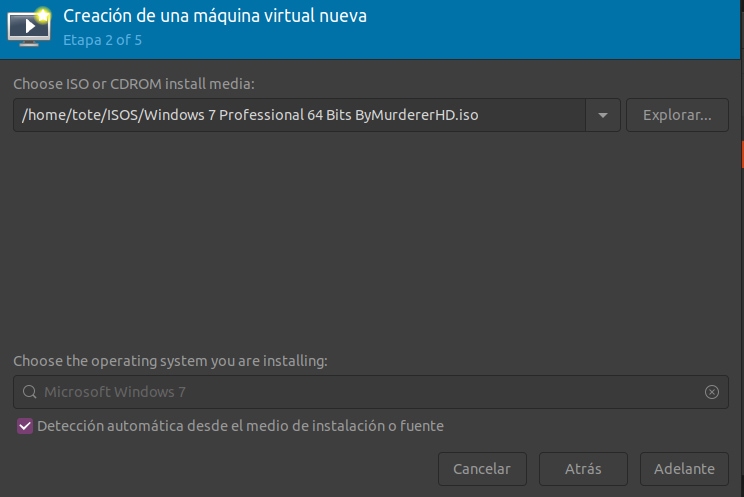 Creación de una máquina virtual nueva
Etapa 2 of 5
Choose ISO or CDROM install media:
/home/tote/ISOS/Windows 7 Professional 64 Bits ByMurdererHD.iso
Explorar...
Choose the operating system you are installing:
Microsoft Windows 7
Detección automática desde el medio de instalación o fuente
Cancelar Atrás Adelante